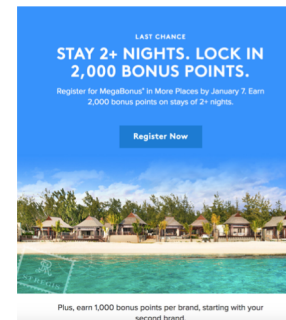 LAST CHANCE
STAY 2+ NIGHTS. LOCK IN
2,000 BONUS POINTS.
Register for MegaBonus® in More Places by January 7. Earn
2,000 bonus points on stays of 2+ nights.
Register Now
ST REGIS
Plus, earn 1,000 bonus points per brand, starting with your
second brand.